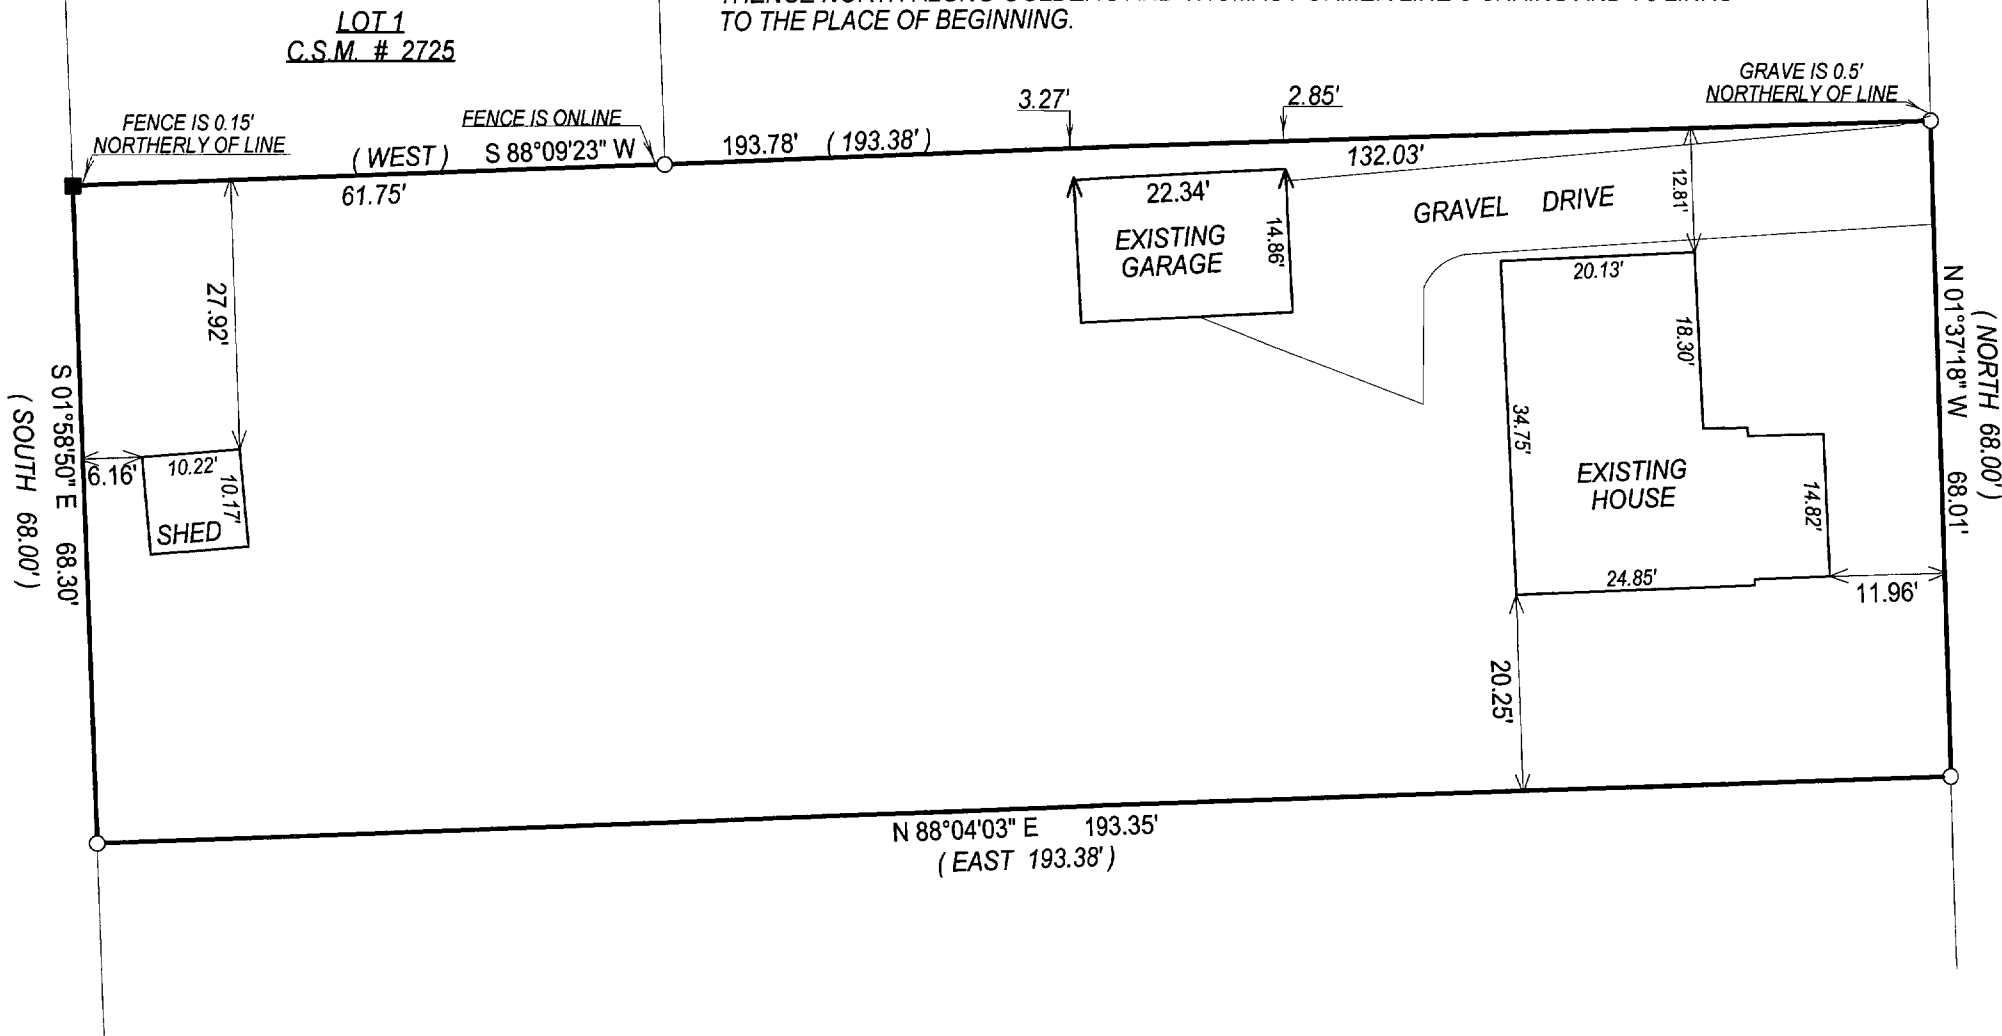 LOT 1
C.S.M. # 2725
TO THE PLACE OF BEGINNING.
GRAVE IS 0.5'
NORTHERLY OF LINE
FENCE IS 0.15'
NORTHERLY OF LINE
FENCE IS ONLINE
3.27'
2.85'
( WEST ) S 88°09'23" W
193.78' ( 193.38' )
61.75'
132.03'
22.34'
14.86'
EXISTING
GARAGE
GRAVEL DRIVE
12.81'
20.13'
18.30'
34.75'
EXISTING
HOUSE
14.82'
24.85'
11.96'
20.25'
27.92'
6.16'
10.22'
10.17'
SHED
S 01°58'50" E 68.30'
( SOUTH 68.00' )
N 01°37'18" W 68.01'
( NORTH 68.00' )
N 88°04'03" E 193.35'
( EAST 193.38' )